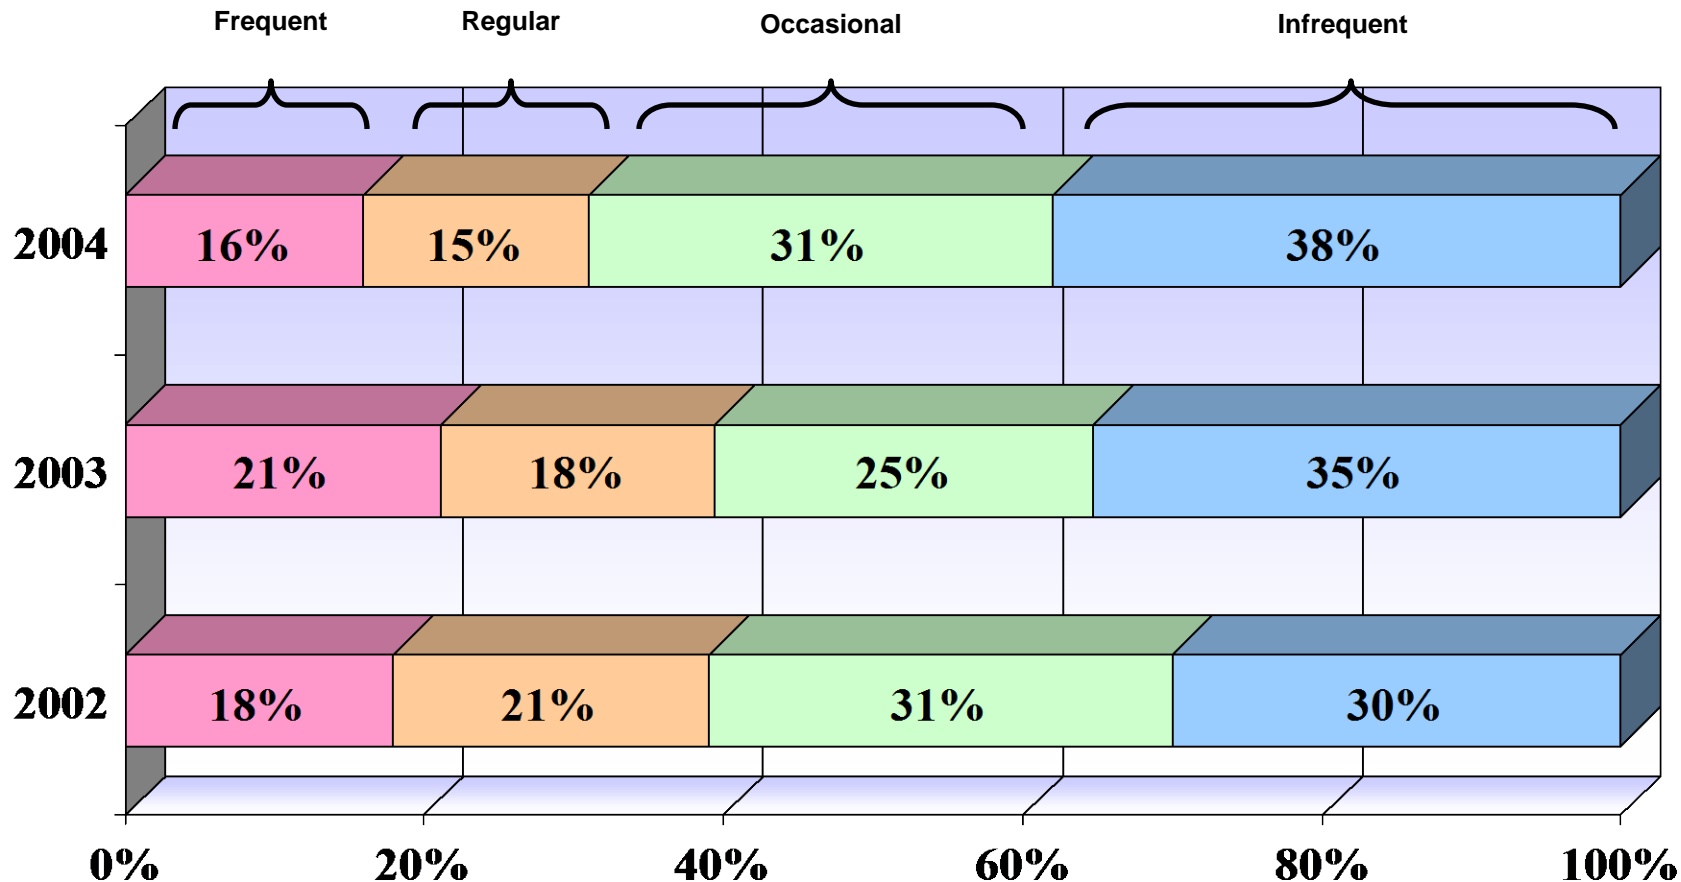 Frequent Regular Occasional Infrequent
2004 16% 15% 31% 38%
2003 21% 18% 25% 35%
2002 18% 21% 31% 30%
0% 20% 40% 60% 80% 100%